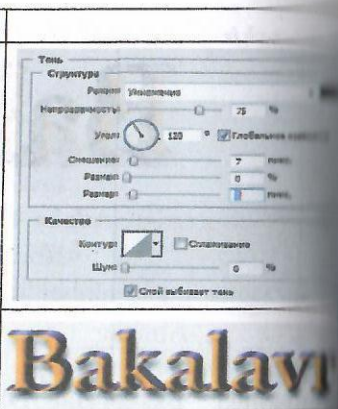 Тень
Структура
Режим: Умножение
Непрозрачность: 75 %
Угол: 120 ° Глобальное
Смещение: 7 пикс.
Размах: 0 %
Размер: пикс.
Качество
Контур: Сглаживание
Шум: 0 %
Слой выбивает тень
Bakalavr